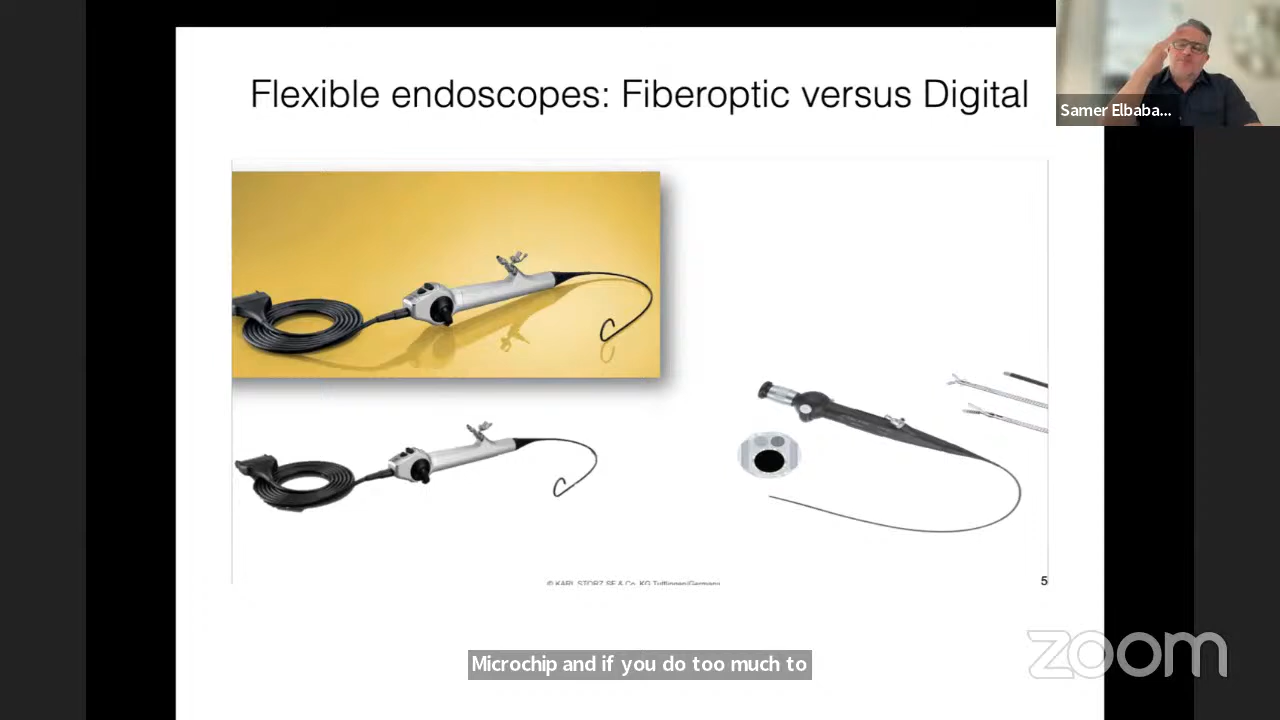 Flexible endoscopes: Fiberoptic versus Digital
Samer Elbaba...
© KARL STORZ SE & Co. KG Tuttlingen/Germany
5
Microchip and if you do too much to
zoom